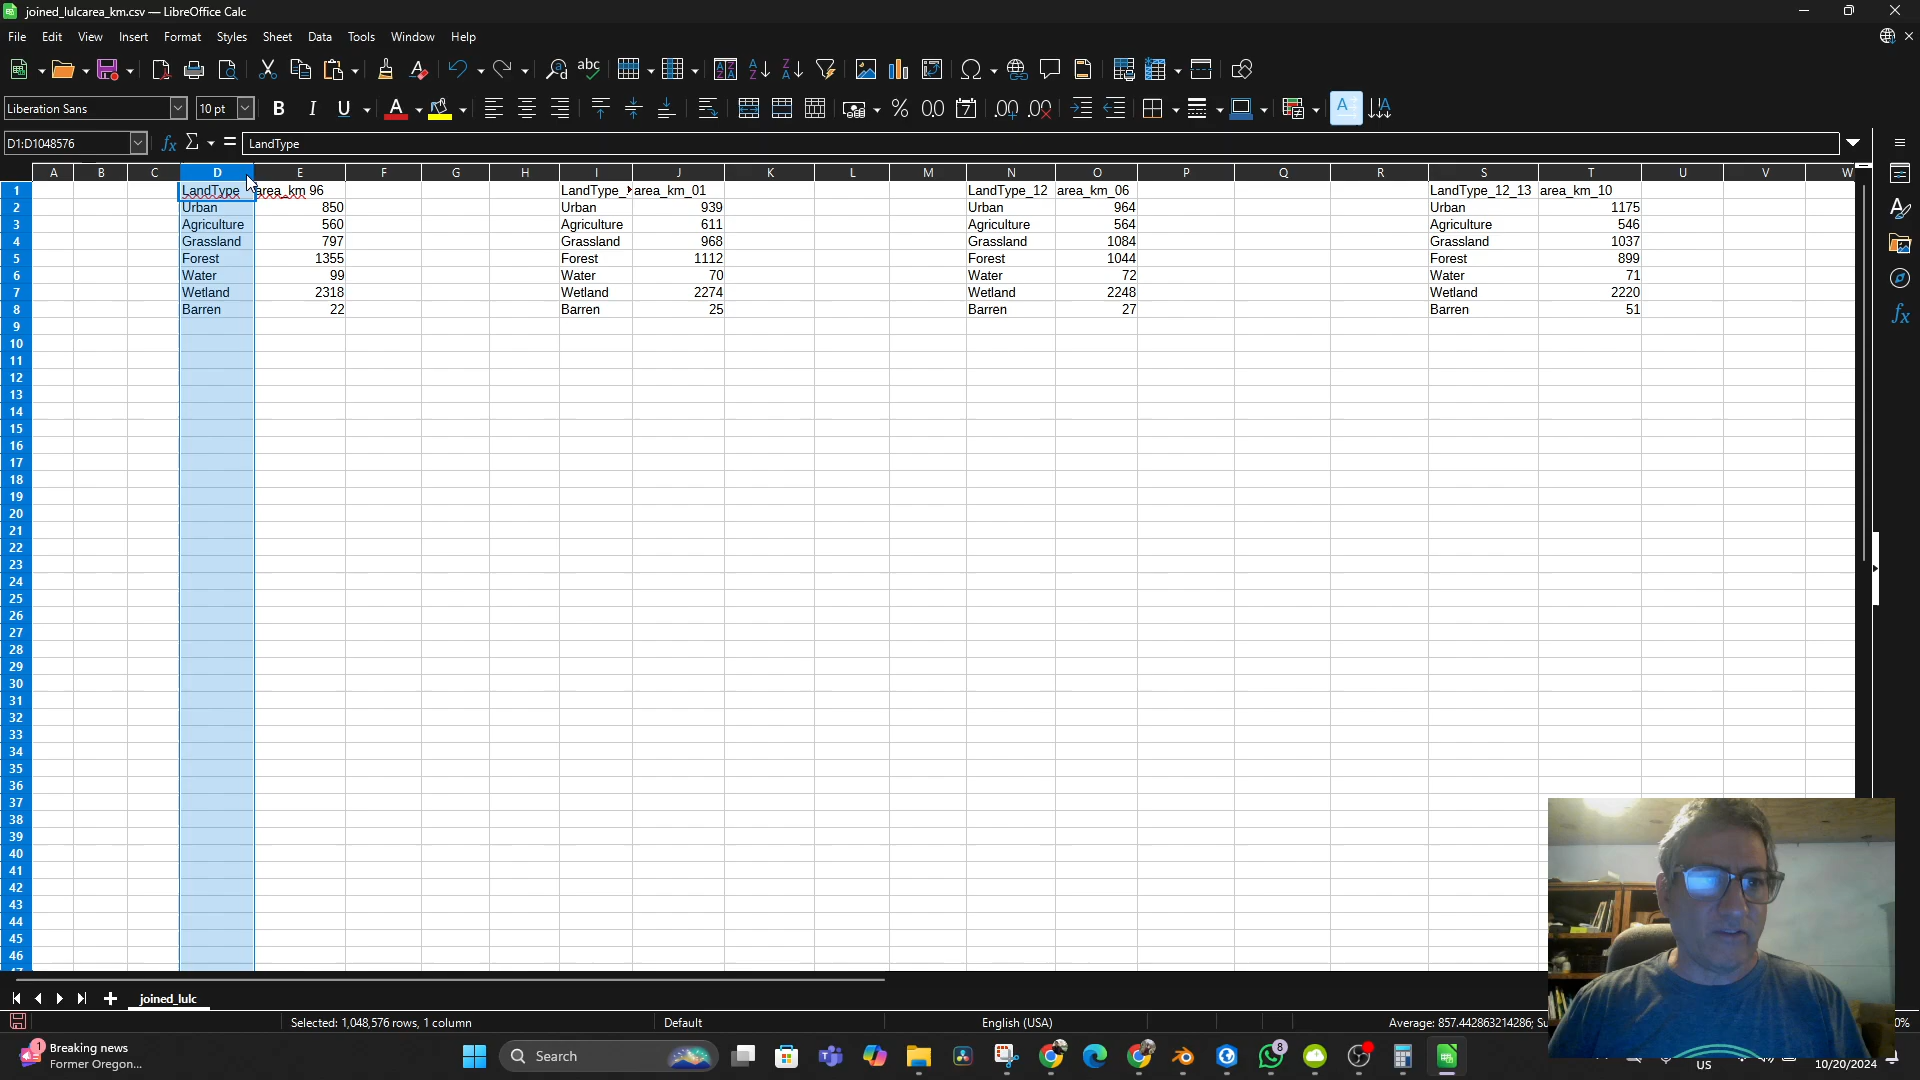 joined_lulcarea_km.csv — LibreOffice Calc
File Edit View Insert Format Styles Sheet Data Tools Window Help
Liberation Sans 10 pt
D1:D1048576 LandType
A B C D E F G H I J K L M N O P Q R S T U V W
1 LandType area_km 96 LandType_ area_km_01 LandType_12 area_km_06 LandType_12_13 area_km_10
2 Urban 850 Urban 939 Urban 964 Urban 1175
3 Agriculture 560 Agriculture 611 Agriculture 564 Agriculture 546
4 Grassland 797 Grassland 968 Grassland 1084 Grassland 1037
5 Forest 1355 Forest 1112 Forest 1044 Forest 899
6 Water 99 Water 70 Water 72 Water 71
7 Wetland 2318 Wetland 2274 Wetland 2248 Wetland 2220
8 Barren 22 Barren 25 Barren 27 Barren 51
9
10
11
12
13
14
15
16
17
18
19
20
21
22
23
24
25
26
27
28
29
30
31
32
33
34
35
36
37
38
39
40
41
42
43
44
45
46
joined_lulc
Selected: 1,048,576 rows, 1 column Default English (USA) Average: 857.442863214286;
1 Breaking news
Former Oregon...
Search
8
US
10/20/2024